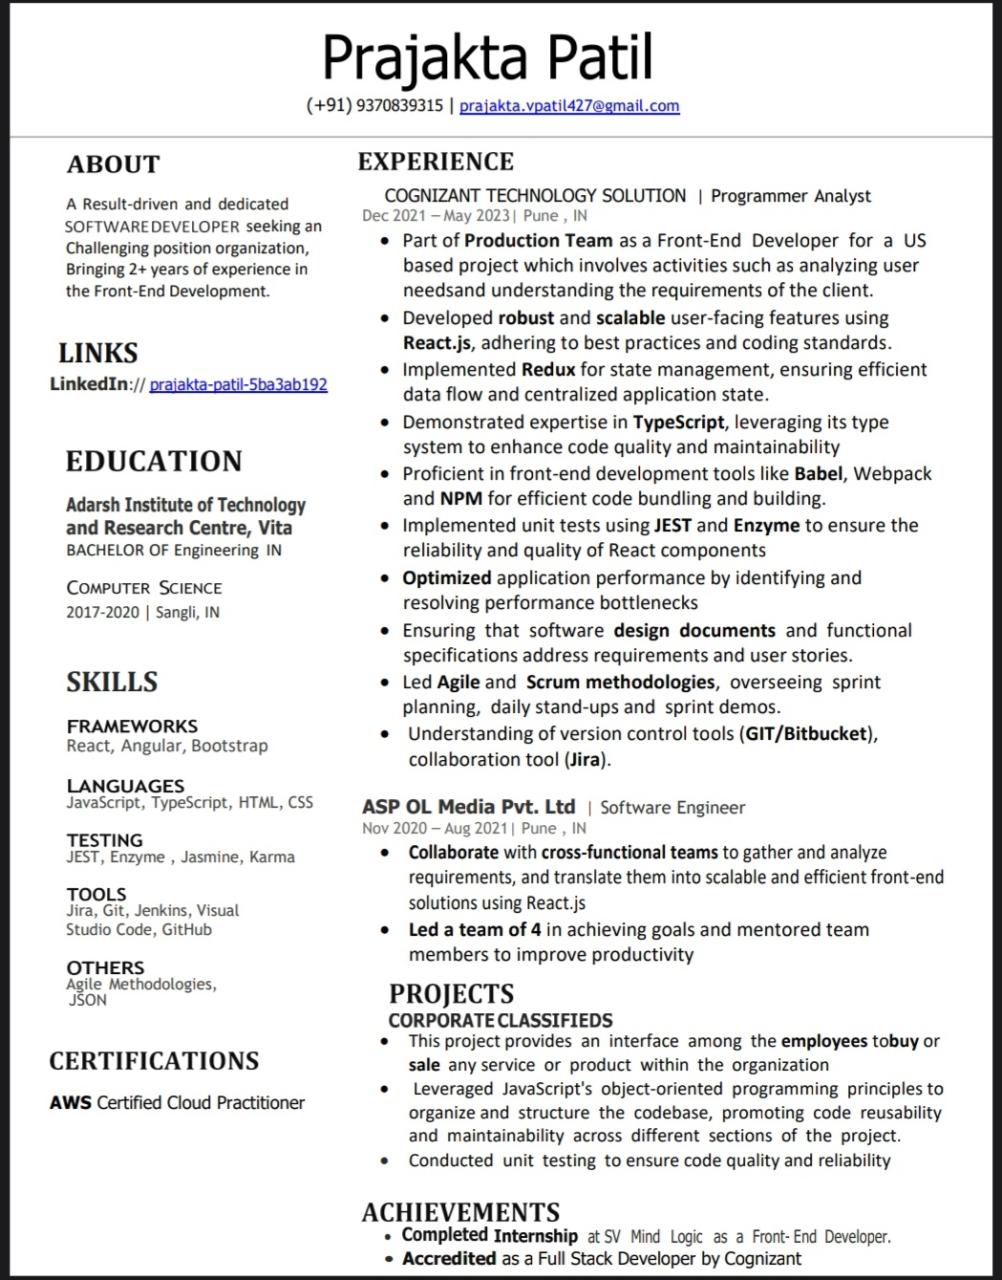 Prajakta Patil
(+91) 9370839315 | prajakta.vpatil427@gmail.com
ABOUT
A Result-driven and dedicated
SOFTWAREDEVELOPER seeking an
Challenging position organization,
Bringing 2+ years of experience in
the Front-End Development.
LINKS
LinkedIn:// prajakta-patil-5ba3ab192
EDUCATION
Adarsh Institute of Technology
and Research Centre, Vita
BACHELOR OF Engineering IN
COMPUTER SCIENCE
2017-2020 | Sangli, IN
SKILLS
FRAMEWORKS
React, Angular, Bootstrap
LANGUAGES
JavaScript, TypeScript, HTML, CSS
TESTING
JEST, Enzyme , Jasmine, Karma
TOOLS
Jira, Git, Jenkins, Visual
Studio Code, GitHub
OTHERS
Agile Methodologies,
JSON
CERTIFICATIONS
AWS Certified Cloud Practitioner
EXPERIENCE
COGNIZANT TECHNOLOGY SOLUTION | Programmer Analyst
Dec 2021 – May 2023| Pune , IN
• Part of Production Team as a Front-End Developer for a US
based project which involves activities such as analyzing user
needsand understanding the requirements of the client.
• Developed robust and scalable user-facing features using
React.js, adhering to best practices and coding standards.
• Implemented Redux for state management, ensuring efficient
data flow and centralized application state.
• Demonstrated expertise in TypeScript, leveraging its type
system to enhance code quality and maintainability
• Proficient in front-end development tools like Babel, Webpack
and NPM for efficient code bundling and building.
• Implemented unit tests using JEST and Enzyme to ensure the
reliability and quality of React components
• Optimized application performance by identifying and
resolving performance bottlenecks
• Ensuring that software design documents and functional
specifications address requirements and user stories.
• Led Agile and Scrum methodologies, overseeing sprint
planning, daily stand-ups and sprint demos.
• Understanding of version control tools (GIT/Bitbucket),
collaboration tool (Jira).
ASP OL Media Pvt. Ltd | Software Engineer
Nov 2020 – Aug 2021| Pune , IN
• Collaborate with cross-functional teams to gather and analyze
requirements, and translate them into scalable and efficient front-end
solutions using React.js
• Led a team of 4 in achieving goals and mentored team
members to improve productivity
PROJECTS
CORPORATE CLASSIFIEDS
• This project provides an interface among the employees tobuy or
sale any service or product within the organization
• Leveraged JavaScript's object-oriented programming principles to
organize and structure the codebase, promoting code reusability
and maintainability across different sections of the project.
• Conducted unit testing to ensure code quality and reliability
ACHIEVEMENTS
• Completed Internship at SV Mind Logic as a Front- End Developer.
• Accredited as a Full Stack Developer by Cognizant